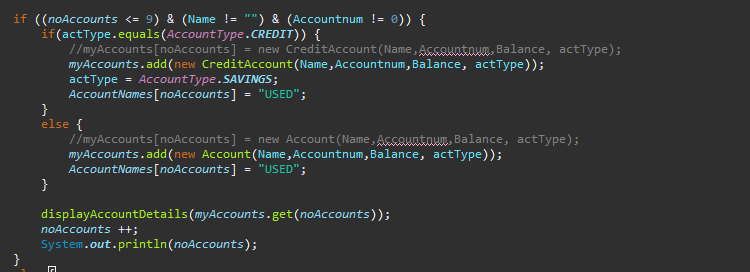 if ((noAccounts <= 9) & (Name != "") & (Accountnum != 0)) {
    if(actType.equals(AccountType.CREDIT)) {
        //myAccounts[noAccounts] = new CreditAccount(Name,Accountnum,Balance, actType);
        myAccounts.add(new CreditAccount(Name,Accountnum,Balance, actType));
        actType = AccountType.SAVINGS;
        AccountNames[noAccounts] = "USED";
    }
    else {
        //myAccounts[noAccounts] = new Account(Name,Accountnum,Balance, actType);
        myAccounts.add(new Account(Name,Accountnum,Balance, actType));
        AccountNames[noAccounts] = "USED";
    }

    displayAccountDetails(myAccounts.get(noAccounts));
    noAccounts ++;
    System.out.println(noAccounts);
}